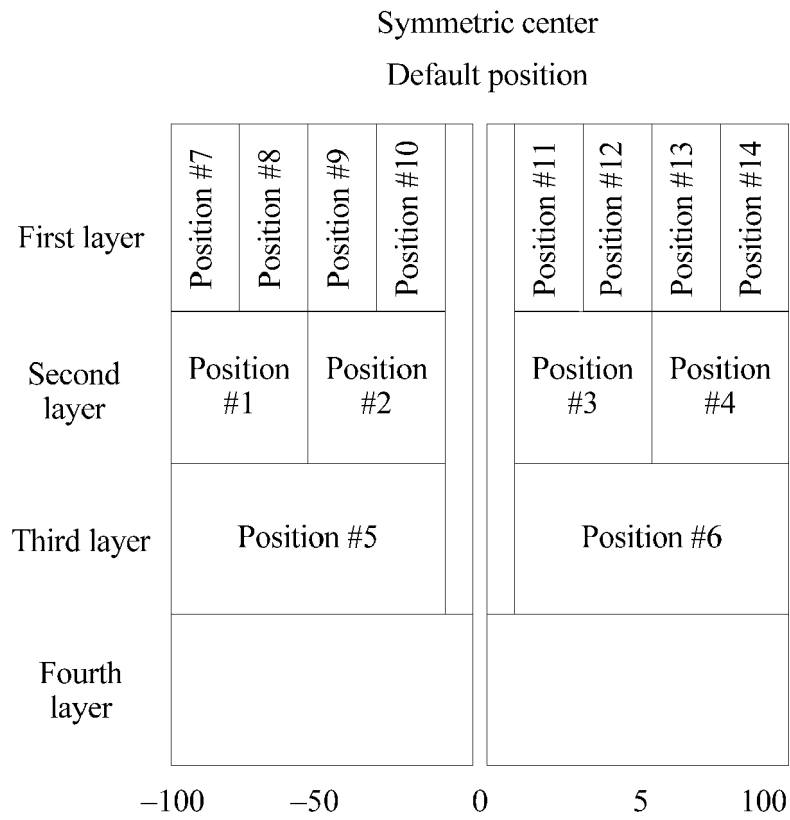 Symmetric center
Default position
First layer
Position #7
Position #8
Position #9
Position #10
Position #11
Position #12
Position #13
Position #14
Second
layer
Position
#1
Position
#2
Position
#3
Position
#4
Third layer
Position #5
Position #6
Fourth
layer
–100
–50
0
5
100